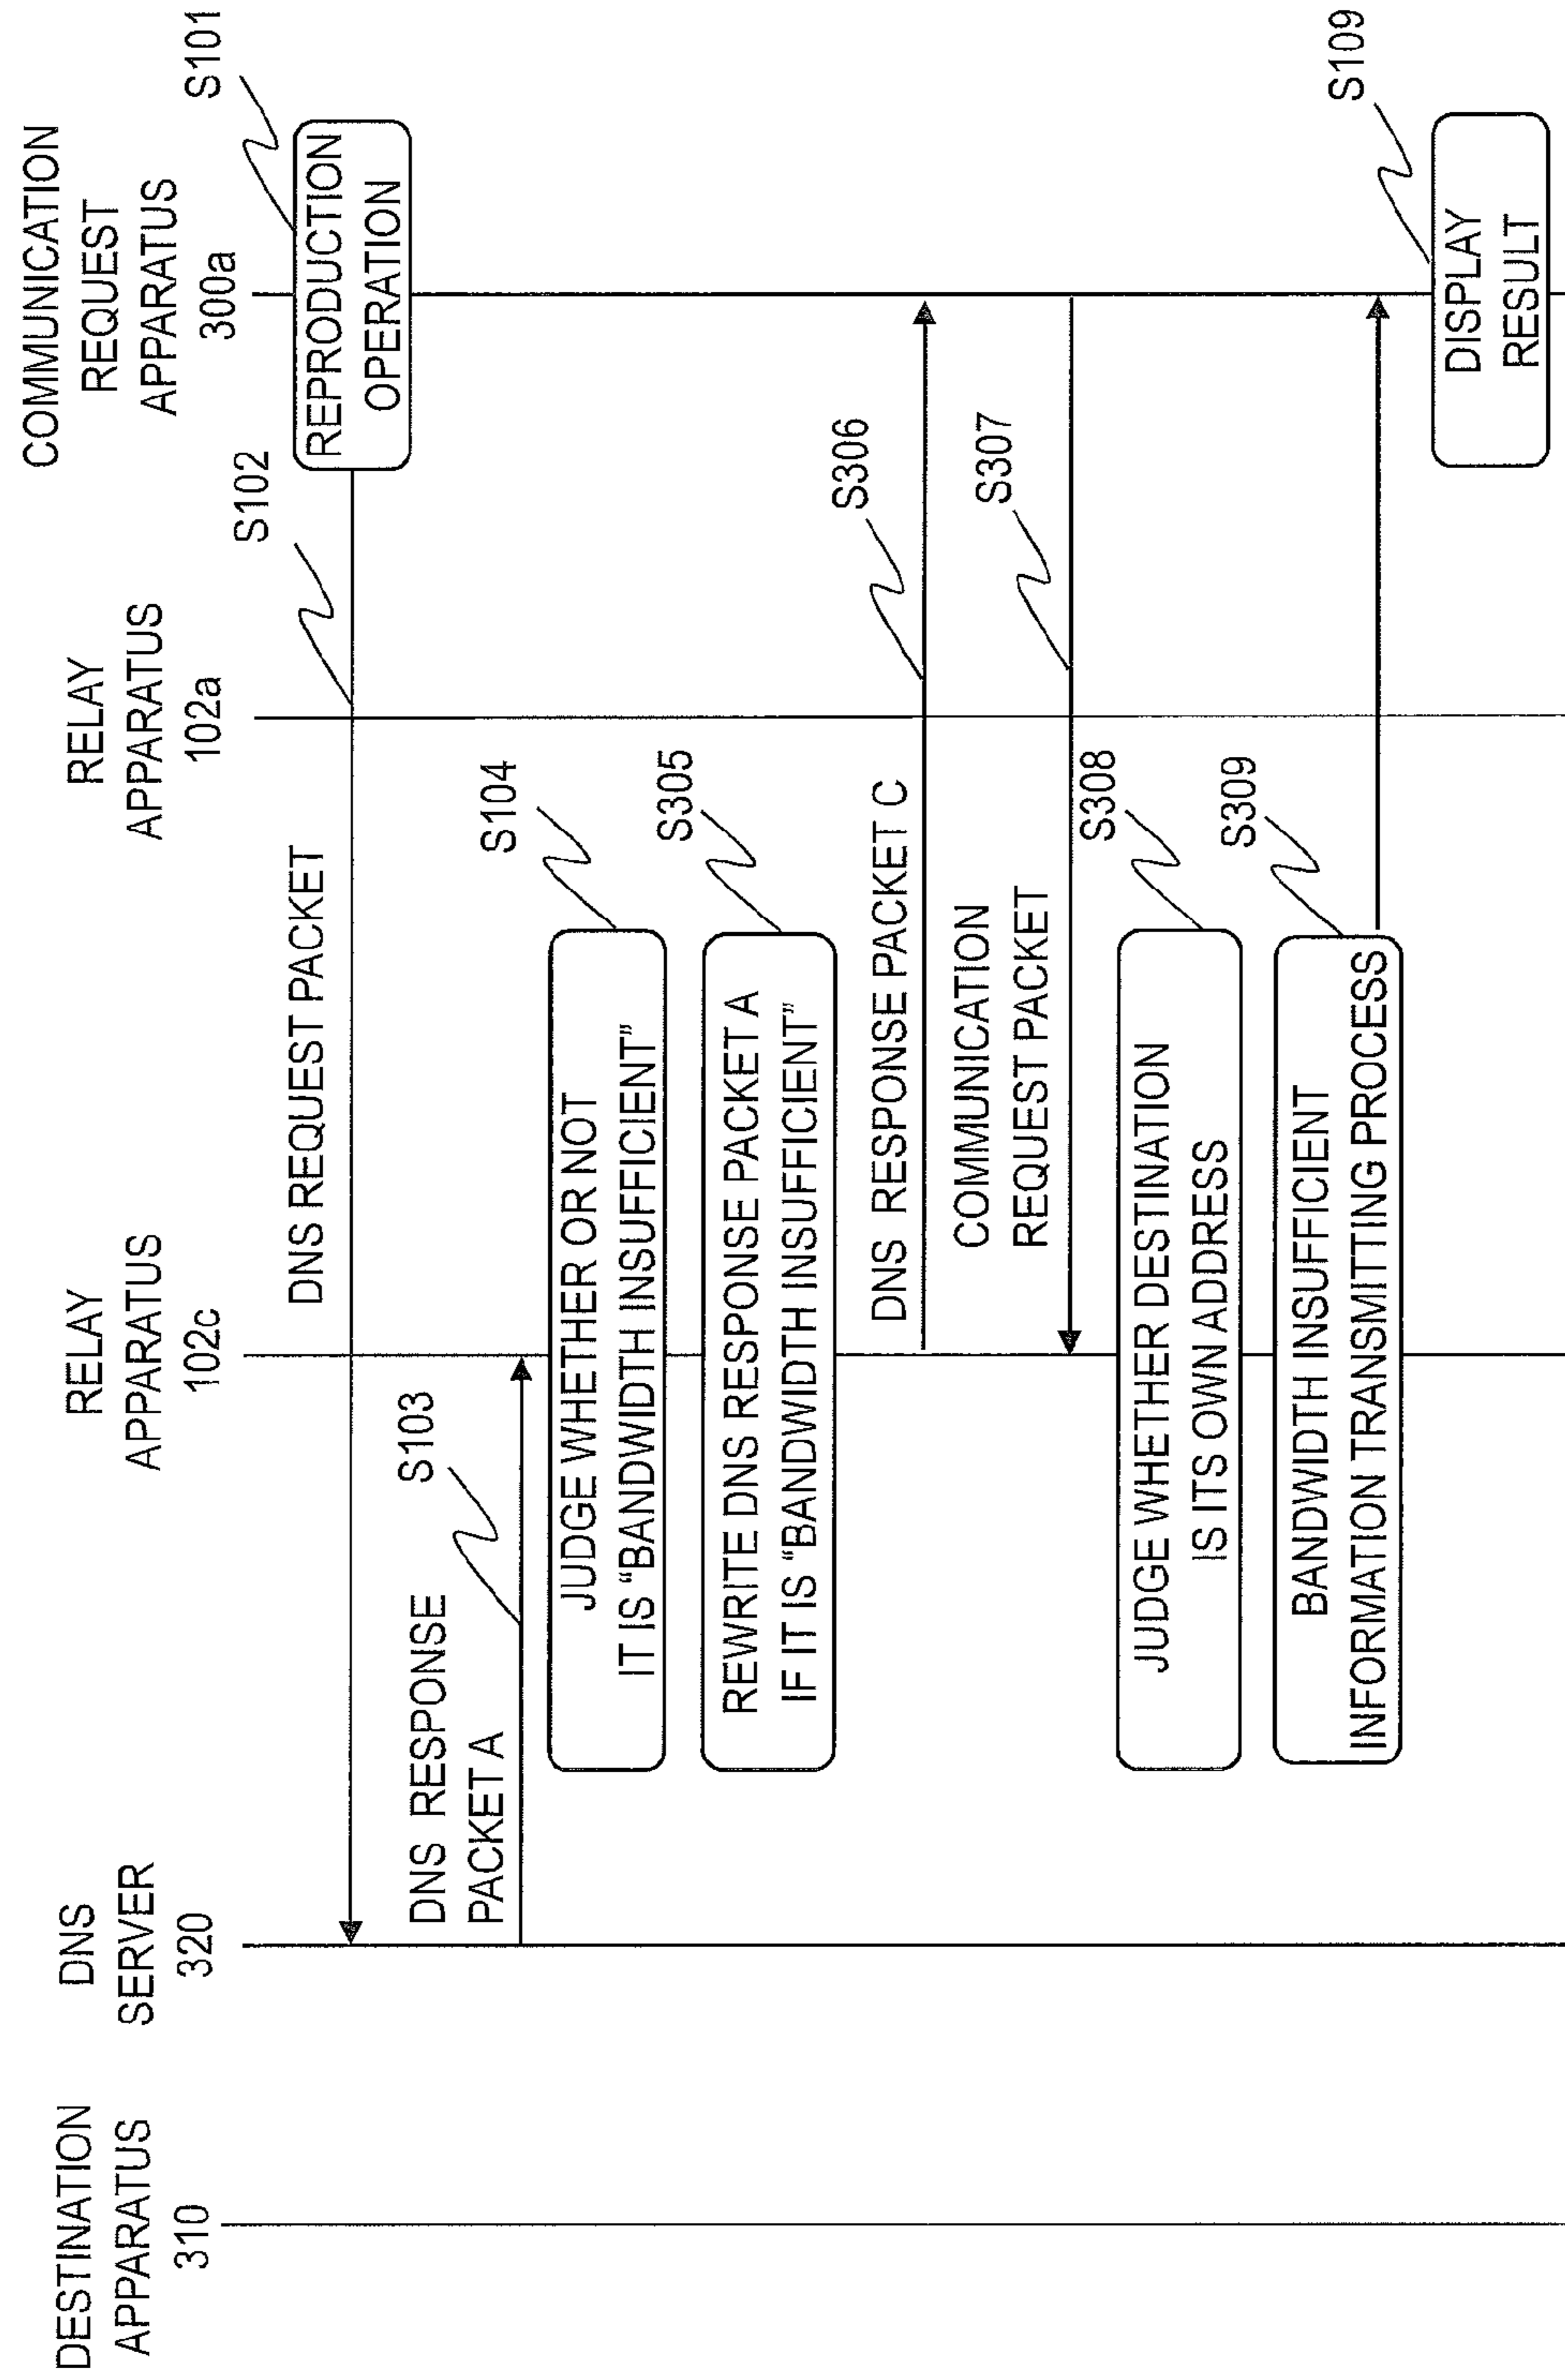 DESTINATION
APPARATUS
310
DNS
SERVER
320
RELAY
APPARATUS
102c
RELAY
APPARATUS
102a
COMMUNICATION
REQUEST
APPARATUS
300a
S101
REPRODUCTION
OPERATION
S102
DNS REQUEST PACKET
DNS RESPONSE
PACKET A
S103
S104
JUDGE WHETHER OR NOT
IT IS “BANDWIDTH INSUFFICIENT”
S305
REWRITE DNS RESPONSE PACKET A
IF IT IS “BANDWIDTH INSUFFICIENT”
DNS RESPONSE PACKET C
S306
COMMUNICATION
REQUEST PACKET
S307
S308
JUDGE WHETHER DESTINATION
IS ITS OWN ADDRESS
S309
BANDWIDTH INSUFFICIENT
INFORMATION TRANSMITTING PROCESS
S109
DISPLAY
RESULT